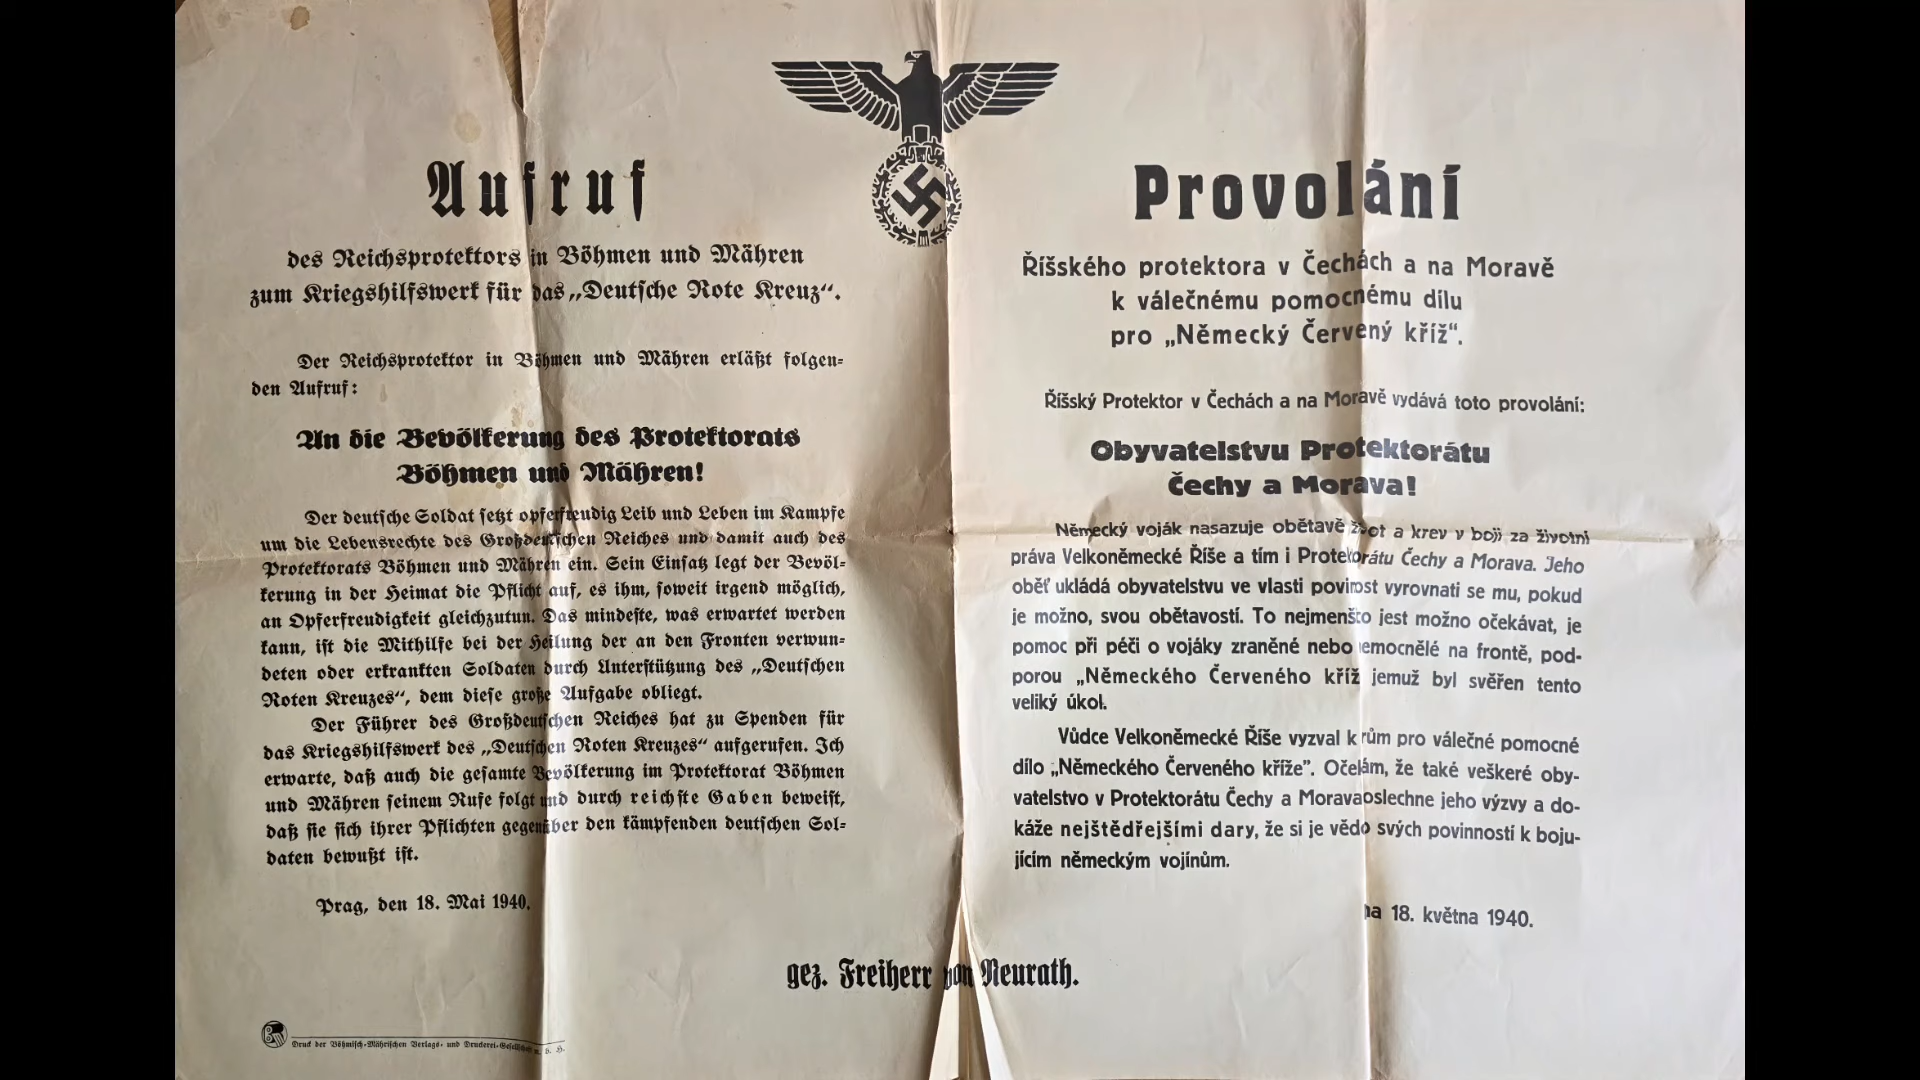 Aufruf
des Reichsprotektors in Böhmen und Mähren
zum Kriegshilfswerk für das „Deutsche Rote Kreuz“.
Der Reichsprotektor in Böhmen und Mähren erläßt folgen-
den Aufruf:
An die Bevölkerung des Protektorats
Böhmen und Mähren!
Der deutsche Soldat setzt opferfreudig Leib und Leben im Kampfe
um die Lebensrechte des Großdeutschen Reiches und damit auch des
Protektorats Böhmen und Mähren ein. Sein Einsatz legt der Bevöl-
kerung in der Heimat die Pflicht auf, es ihm, soweit irgend möglich,
an Opferfreudigkeit gleichzutun. Das mindeste, was erwartet werden
kann, ist die Mithilfe bei der Heilung der an den Fronten verwun-
deten oder erkrankten Soldaten durch Unterstützung des „Deutschen
Roten Kreuzes“, dem diese große Aufgabe obliegt.
Der Führer des Großdeutschen Reiches hat zu Spenden für
das Kriegshilfswerk des „Deutschen Roten Kreuzes“ aufgerufen. Ich
erwarte, daß auch die gesamte Bevölkerung im Protektorat Böhmen
und Mähren seinem Rufe folgt und durch reichste Gaben beweist,
daß sie sich ihrer Pflichten gegenüber den kämpfenden deutschen Sol-
daten bewußt ist.
Prag, den 18. Mai 1940.
Provolání
Říšského protektora v Čechách a na Moravě
k válečnému pomocnému dílu
pro „Německý Červený kříž“.
Říšský Protektor v Čechách a na Moravě vydává toto provolání:
Obyvatelstvu Protektorátu
Čechy a Morava!
Německý voják nasazuje obětavě život a krev v boji za životní
práva Velkoněmecké Říše a tím i Protektorátu Čechy a Morava. Jeho
oběť ukládá obyvatelstvu ve vlasti vyrovnati se mu, pokud
je možno, svou obětavostí. To nejmenší jest možno očekávat, je
pomoc při péči o vojáky zraněné nebo na frontě, pod-
porou „Německého Červeného kříž jemuž byl svěřen tento
veliký úkol.
Vůdce Velkoněmecké Říše vyzval k pro válečné pomocné
dílo „Německého Červeného kříže“. že také veškeré oby-
vatelstvo v Protektorátu Čechy a Morava jeho výzvy a do-
káže nejštědřejšími dary, že si je svých povinností k boju-
jícím německým vojínům.
18. května 1940.
gez. Freiherr von Neurath.
Druck der Böhmisch-Mährischen Verlags- und Druckerei-Gesellschaft m. b. H.